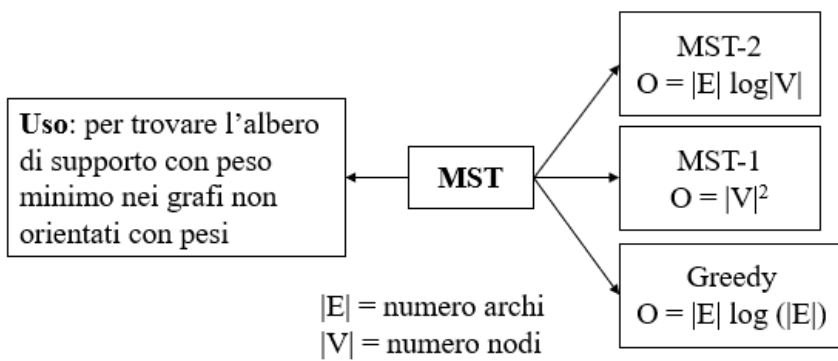 Uso: per trovare l'albero
di supporto con peso
minimo nei grafi non
orientati con pesi
MST
MST-2
O = |E| log|V|
MST-1
O = |V|²
Greedy
O = |E| log (|E|)
|E| = numero archi
|V| = numero nodi